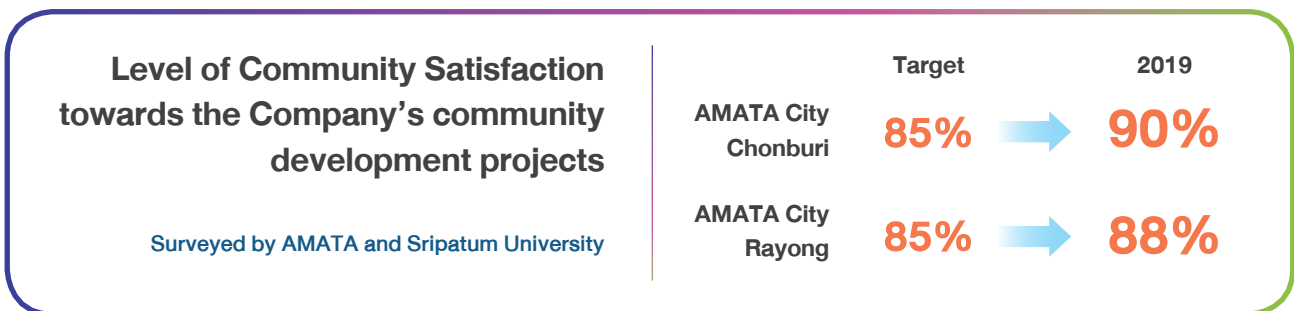 Level of Community Satisfaction
towards the Company's community
development projects
Surveyed by AMATA and Sripatum University
Target 2019
AMATA City
Chonburi
85% 90%
AMATA City
Rayong
85% 88%